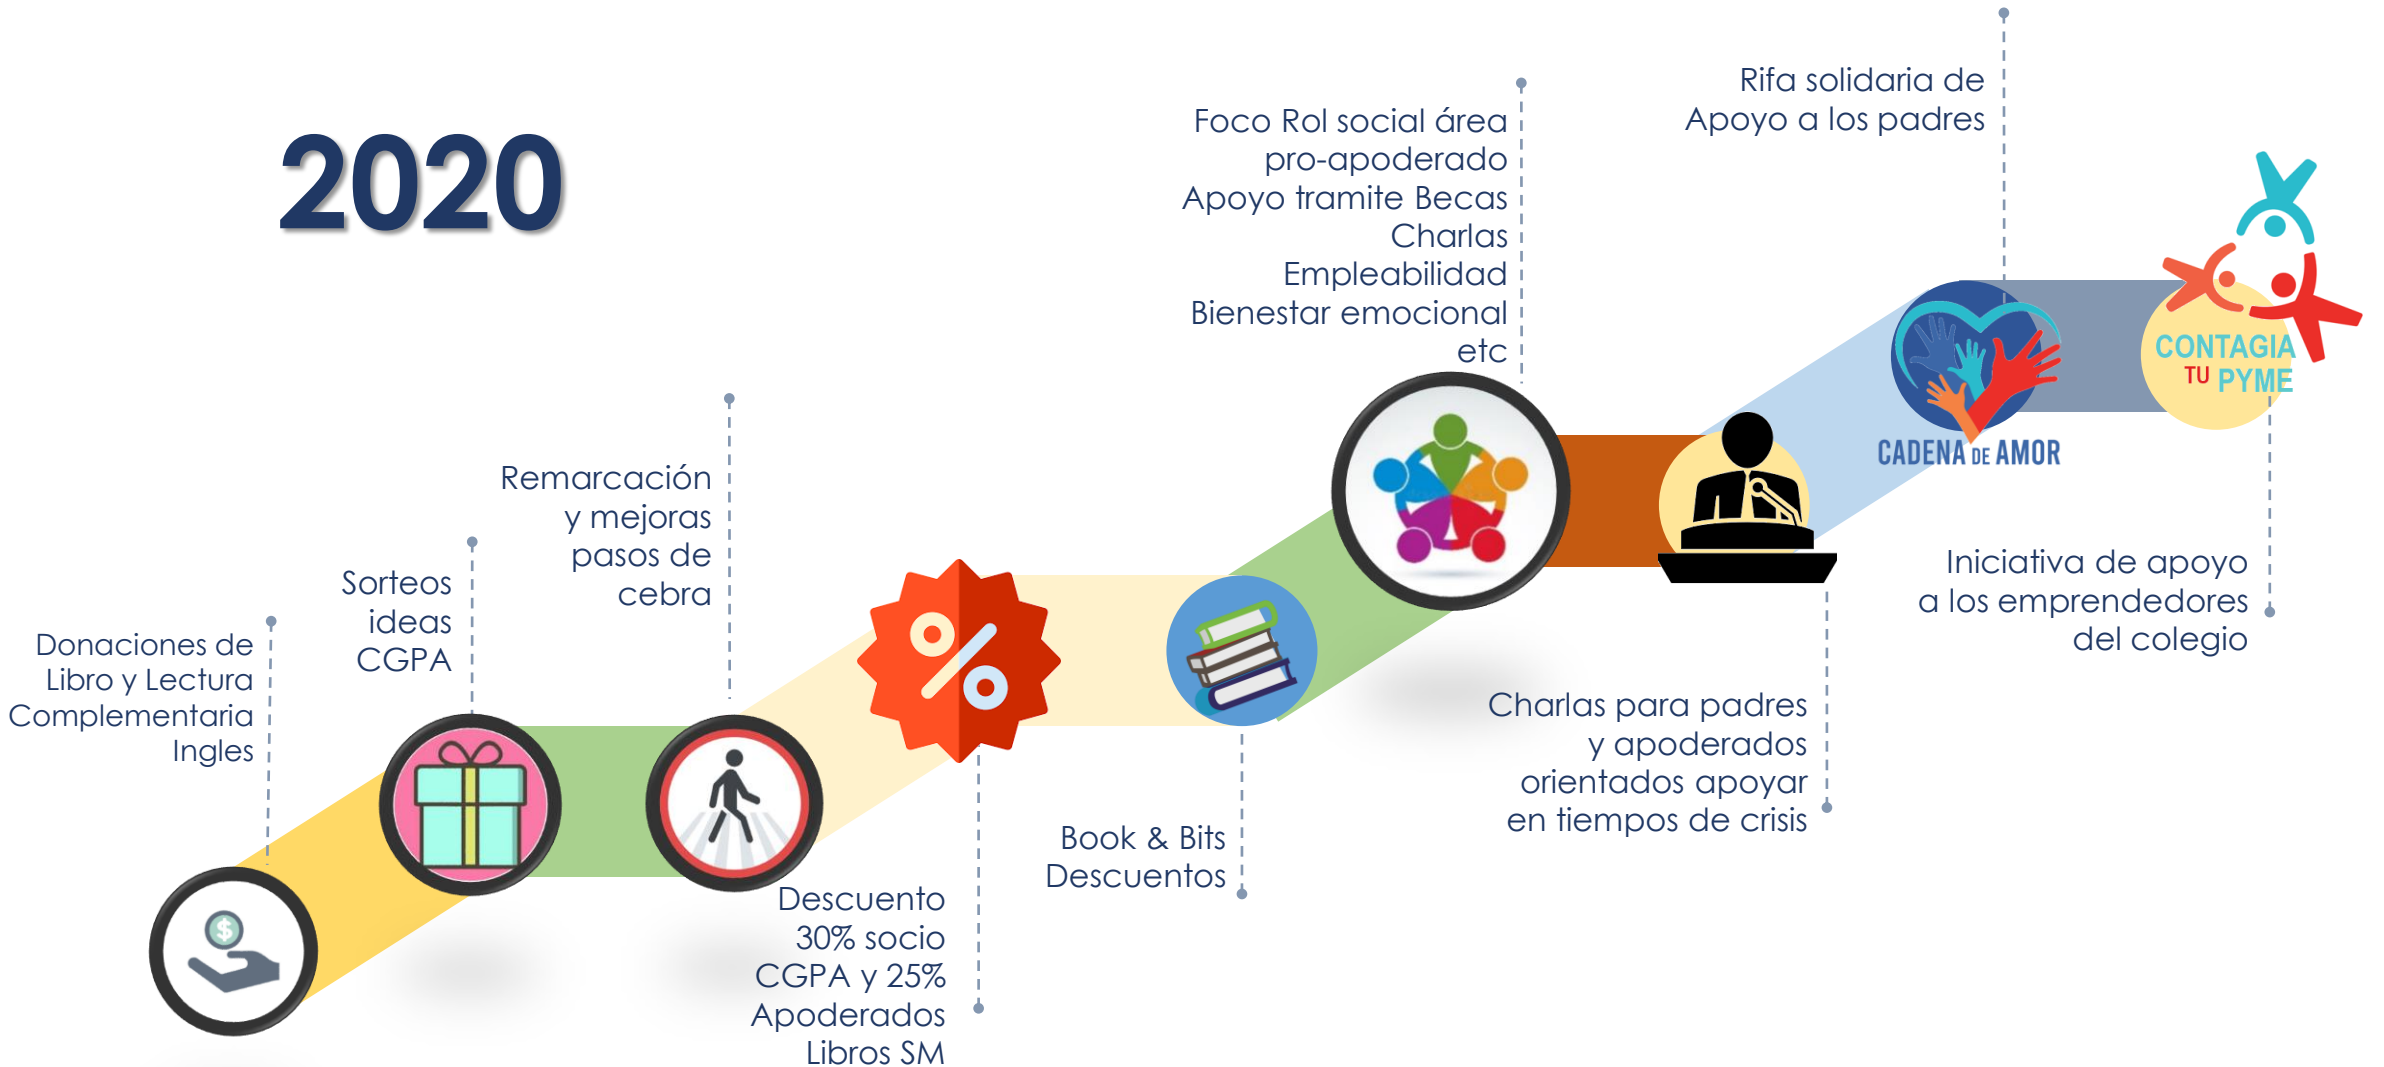 2020
Donaciones de
Libro y Lectura
Complementaria
Ingles
Sorteos
ideas
CGPA
Remarcación
y mejoras
pasos de
cebra
Descuento
30% socio
CGPA y 25%
Apoderados
Libros SM
Book & Bits
Descuentos
Foco Rol social área
pro-apoderado
Apoyo tramite Becas
Charlas
Empleabilidad
Bienestar emocional
etc
Charlas para padres
y apoderados
orientados apoyar
en tiempos de crisis
Rifa solidaria de
Apoyo a los padres
CADENA DE AMOR
CONTAGIA
TU PYME
Iniciativa de apoyo
a los emprendedores
del colegio